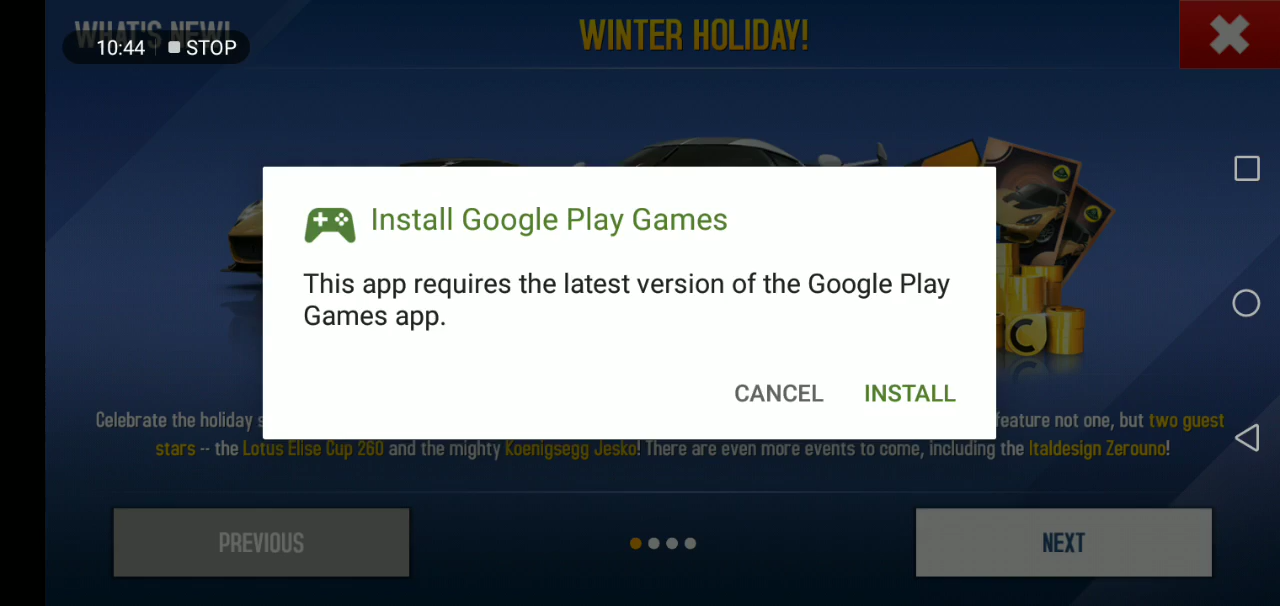 WHAT'S NEW!
WINTER HOLIDAY!
10:44
STOP
Install Google Play Games
This app requires the latest version of the Google Play
Games app.
CANCEL INSTALL
Celebrate the holiday feature not one, but two guest
stars -- the Lotus Elise Cup 260 and the mighty Koenigsegg Jesko! There are even more events to come, including the Italdesign Zerouno!
PREVIOUS
NEXT